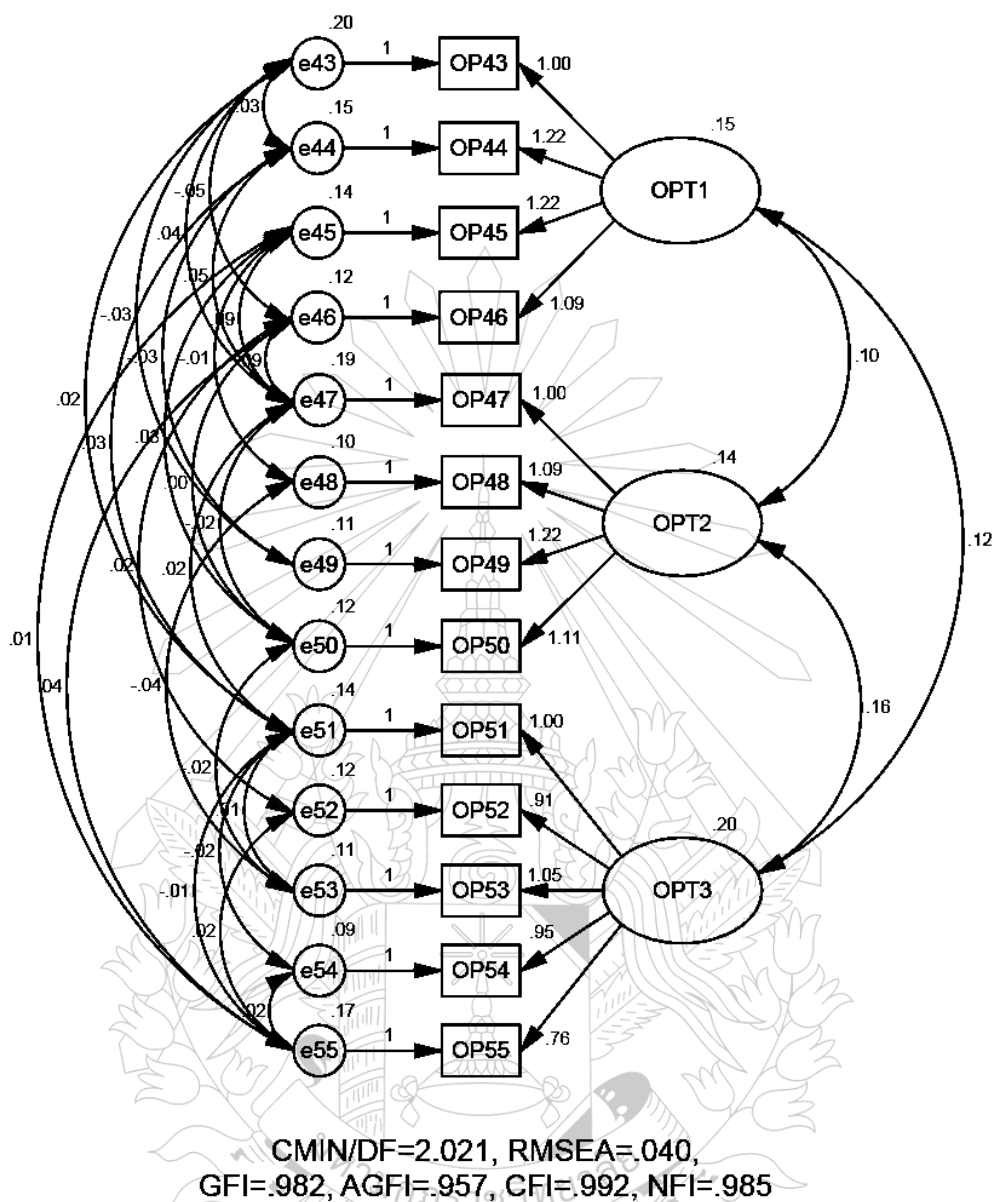 .20
e43 1 OP43 1.00
.03 .15 .15
e44 1 OP44 1.22 OPT1
-.05 .14
.04 e45 1 OP45 1.22
.05 .12
e46 1 OP46 1.09
-.03 .09
-.03 -.01 .09 .19 .10
.02 e47 1 OP47 1.00
.03 .03 .10 .14
.00 e48 1 OP48 1.09 OPT2
-.02 .11 .12
.02 .02 e49 1 OP49 1.22
.12
.01 e50 1 OP50 1.11
.04 -.04 .14 .16
e51 1 OP51 1.00
-.02 .12
.01 e52 1 OP52 .91 .20
-.02 .11
-.01 e53 1 OP53 1.05 OPT3
.02 .09 .95
e54 1 OP54
.02 .17
e55 1 OP55 .76
CMIN/DF=2.021, RMSEA=.040,
GFI=.982, AGFI=.957, CFI=.992, NFI=.985